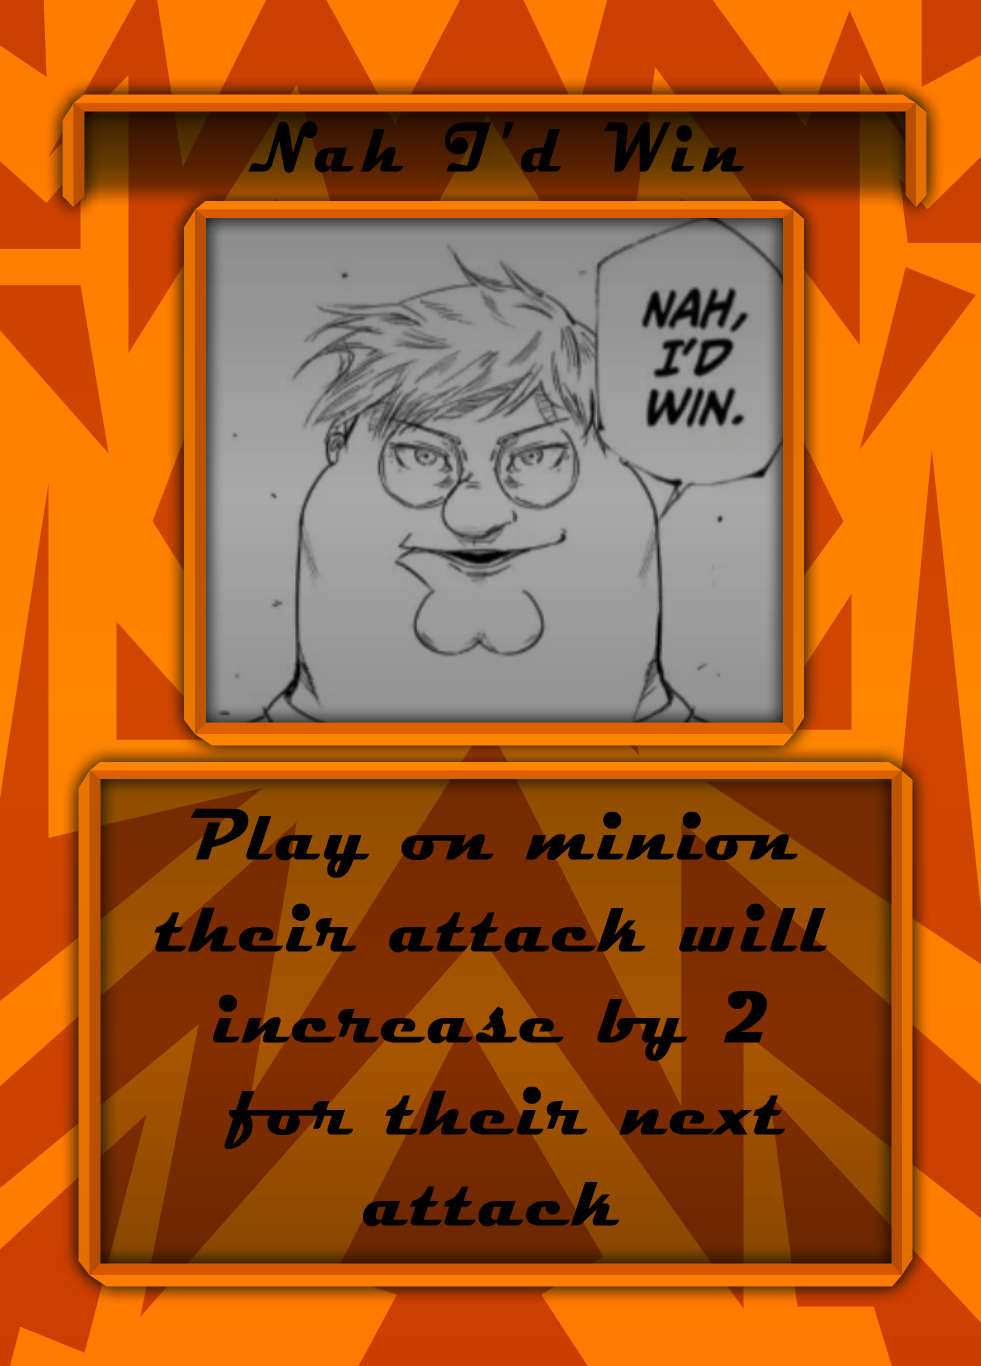 Nah I'd Win
NAH,
I'D
WIN.
Play on minion
their attack will
increase by 2
for their next
attack